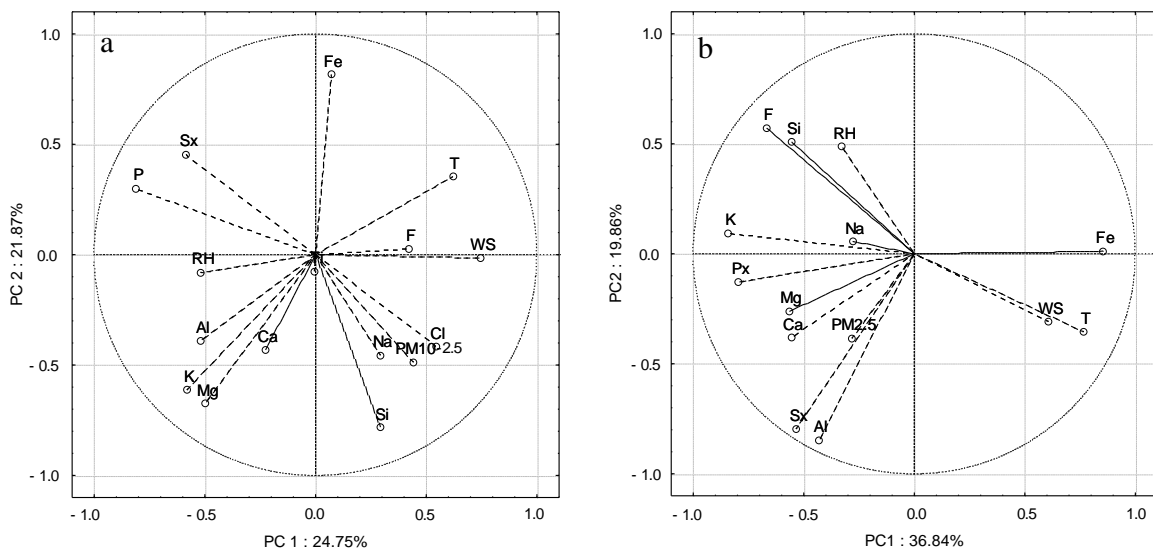 a
1.0
0.5
0.0
- 0.5
- 1.0
- 1.0
- 0.5
0.0
0.5
1.0
PC 2 : 21.87%
PC 1 : 24.75%
Fe
Sx
T
P
F
WS
RH
Al
Ca
Na
Cl
PM10 - 2.5
K
Mg
Si
b
1.0
0.5
0.0
- 0.5
- 1.0
- 1.0
- 0.5
0.0
0.5
1.0
PC2 : 19.86%
PC1 : 36.84%
F
Si
RH
K
Na
Fe
Px
Mg
Ca
PM2.5
WS
T
Sx
Al